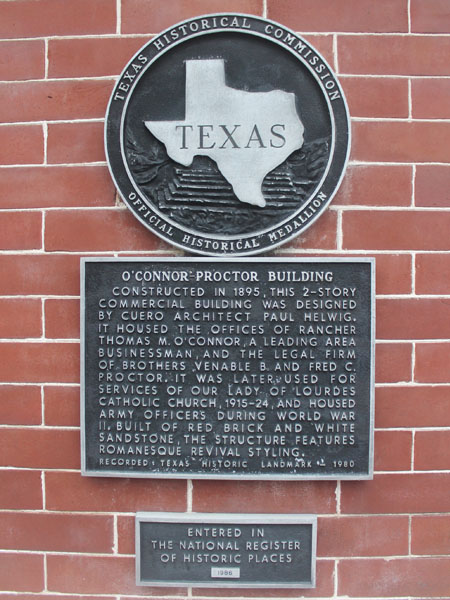 TEXAS HISTORICAL COMMISSION
TEXAS
OFFICIAL HISTORICAL MEDALLION
O'CONNOR-PROCTOR BUILDING
CONSTRUCTED IN 1895, THIS 2-STORY
COMMERCIAL BUILDING WAS DESIGNED
BY CUERO ARCHITECT PAUL HELWIG.
IT HOUSED THE OFFICES OF RANCHER
THOMAS M. O'CONNOR, A LEADING AREA
BUSINESSMAN, AND THE LEGAL FIRM
OF BROTHERS VENABLE B. AND FRED C.
PROCTOR. IT WAS LATER USED FOR
SERVICES OF OUR LADY OF LOURDES
CATHOLIC CHURCH, 1915-24, AND HOUSED
ARMY OFFICERS DURING WORLD WAR
II. BUILT OF RED BRICK AND WHITE
SANDSTONE, THE STRUCTURE FEATURES
ROMANESQUE REVIVAL STYLING.
RECORDED TEXAS HISTORIC LANDMARK - 1980
ENTERED IN
THE NATIONAL REGISTER
OF HISTORIC PLACES
1986